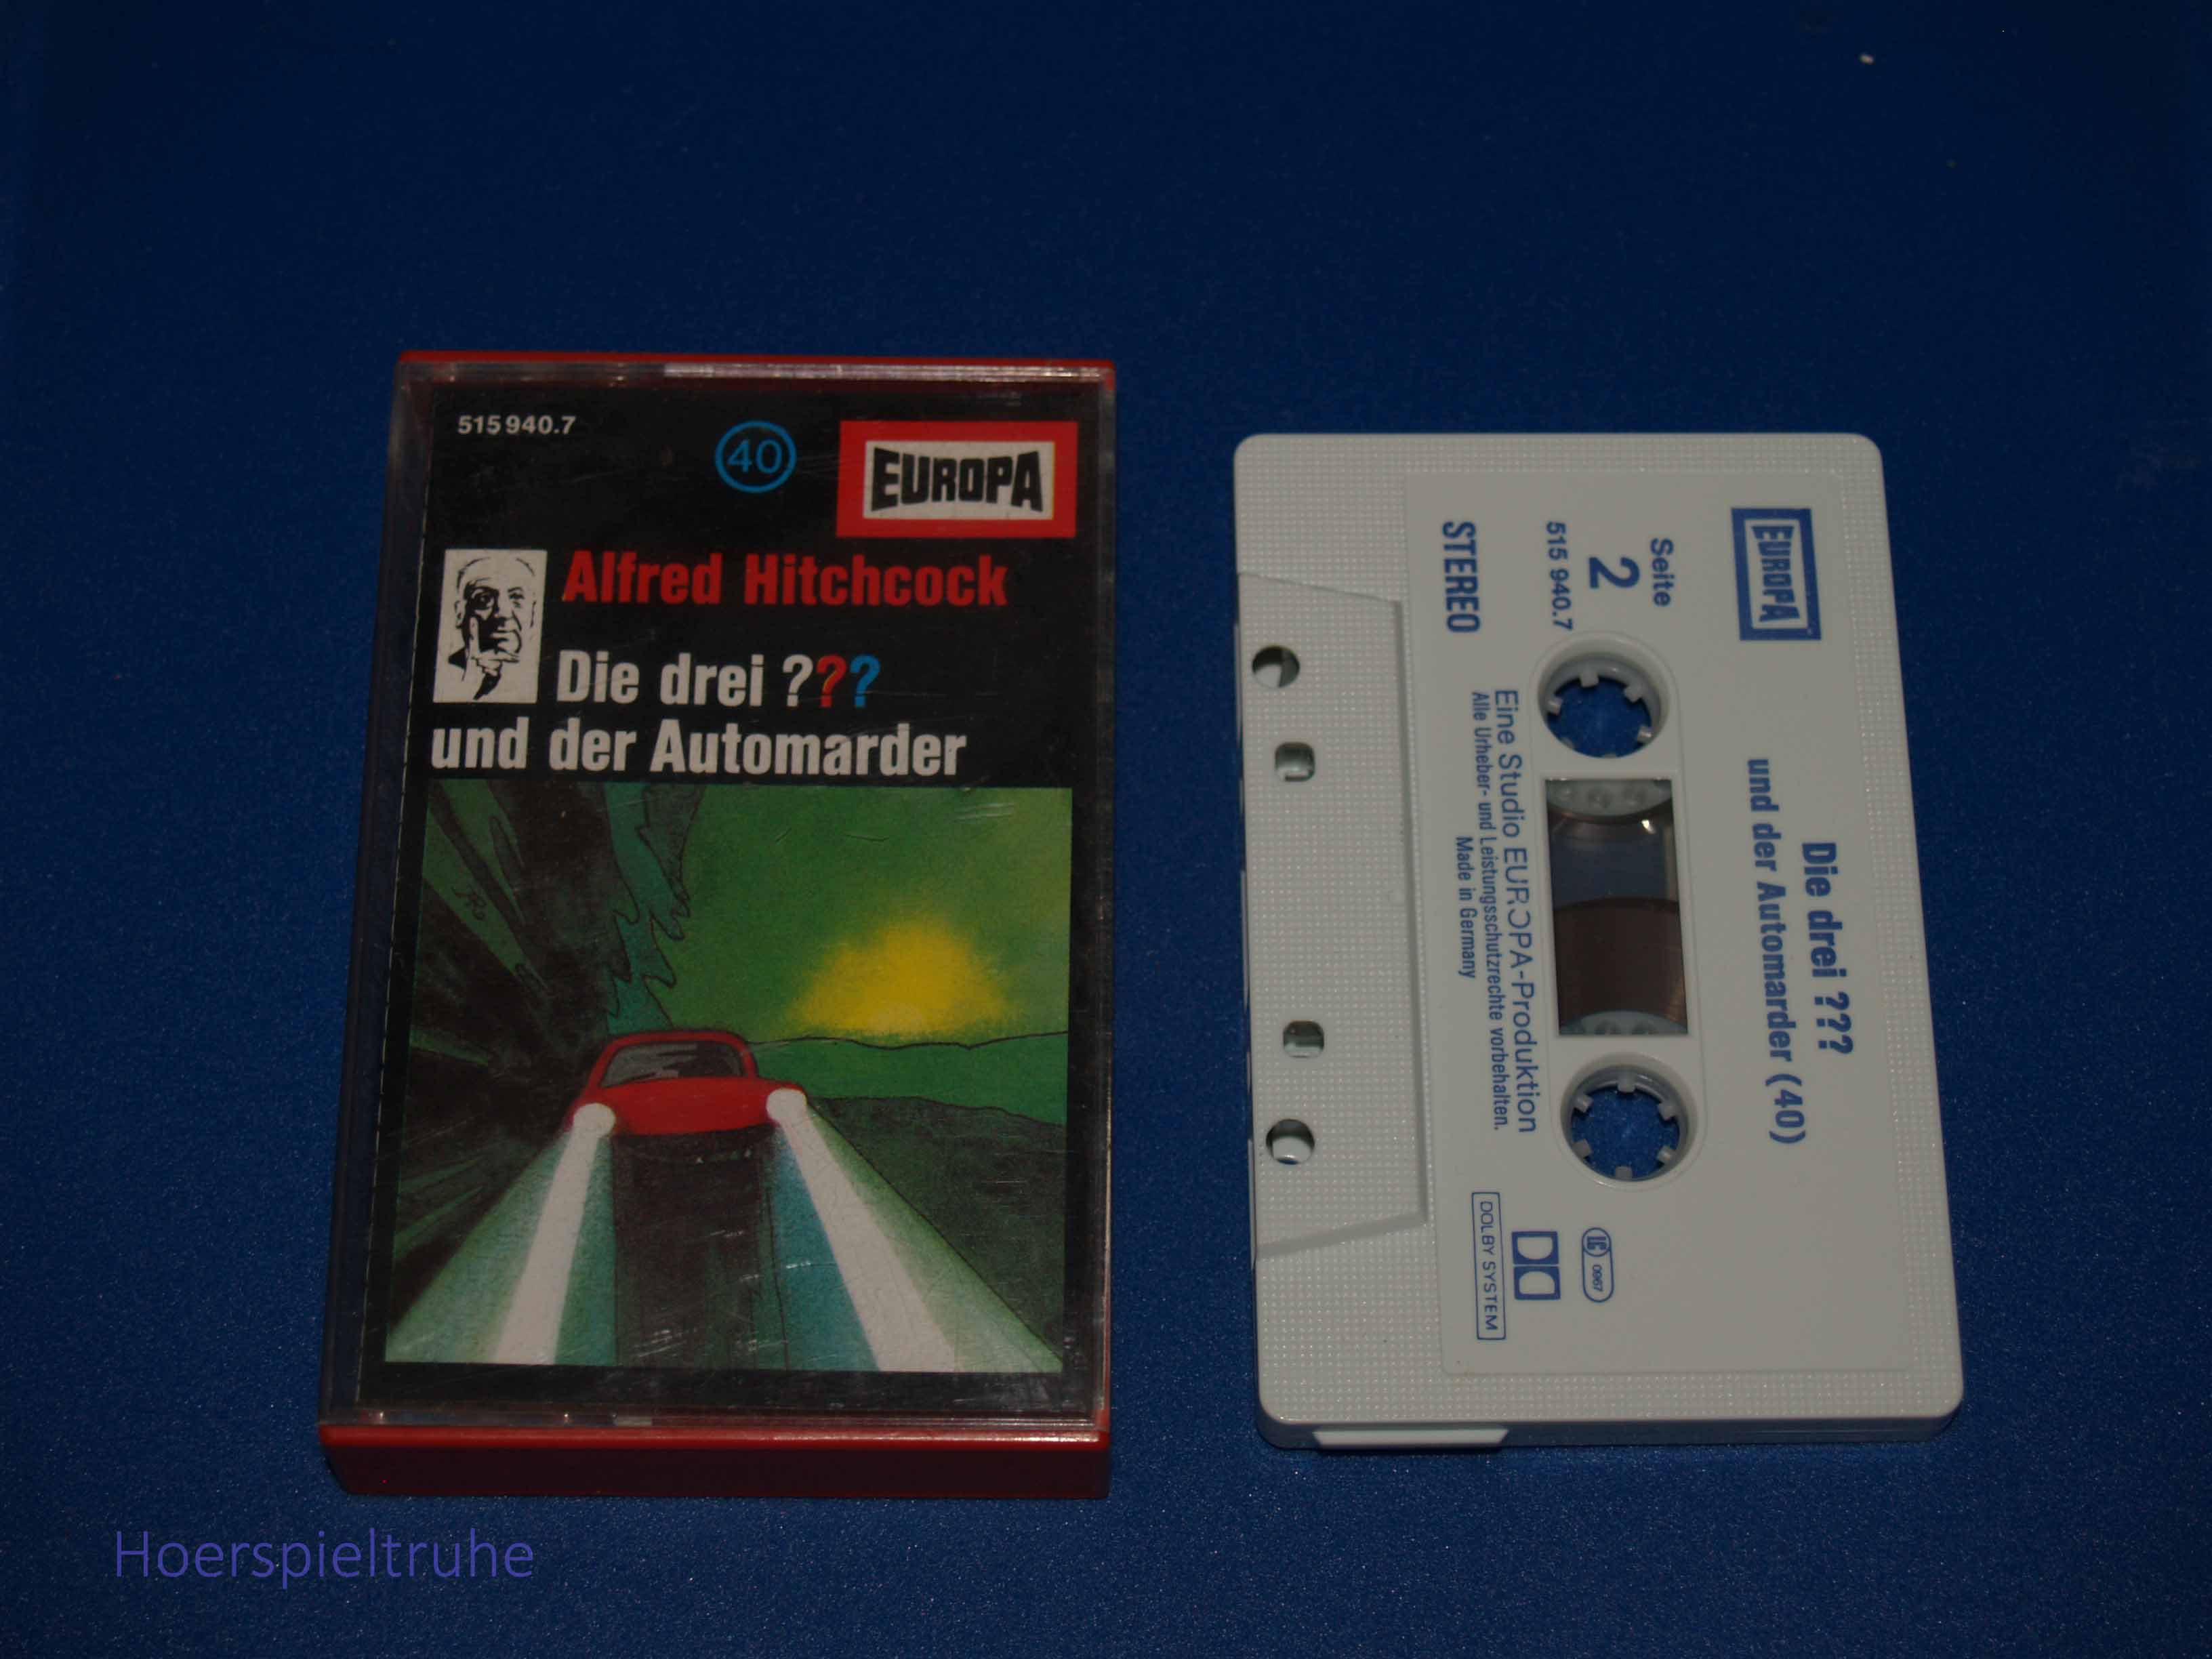 515 940.7
40
EUROPA
Alfred Hitchcock
Die drei ???
und der Automarder
EUROPA
Die drei ???
und der Automarder (40)
Seite
2
515 940.7
STEREO
Eine Studio EUROPA-Produktion
Alle Urheber- und Leistungsschutzrechte vorbehalten.
Made in Germany
LC 0967
DOLBY SYSTEM
Hoerspieltruhe